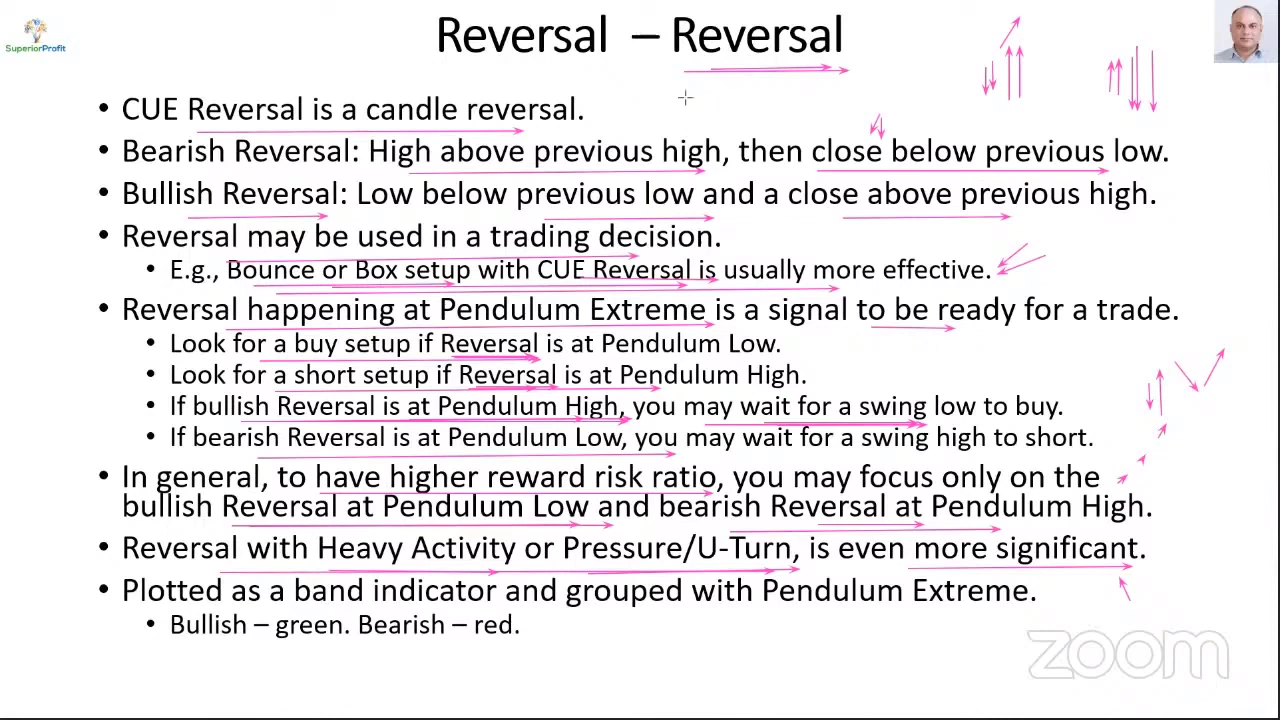 SuperiorProfit
Reversal – Reversal
• CUE Reversal is a candle reversal.
• Bearish Reversal: High above previous high, then close below previous low.
• Bullish Reversal: Low below previous low and a close above previous high.
• Reversal may be used in a trading decision.
• E.g., Bounce or Box setup with CUE Reversal is usually more effective.
• Reversal happening at Pendulum Extreme is a signal to be ready for a trade.
• Look for a buy setup if Reversal is at Pendulum Low.
• Look for a short setup if Reversal is at Pendulum High.
• If bullish Reversal is at Pendulum High, you may wait for a swing low to buy.
• If bearish Reversal is at Pendulum Low, you may wait for a swing high to short.
• In general, to have higher reward risk ratio, you may focus only on the
bullish Reversal at Pendulum Low and bearish Reversal at Pendulum High.
• Reversal with Heavy Activity or Pressure/U-Turn, is even more significant.
• Plotted as a band indicator and grouped with Pendulum Extreme.
• Bullish – green. Bearish – red.
zoom